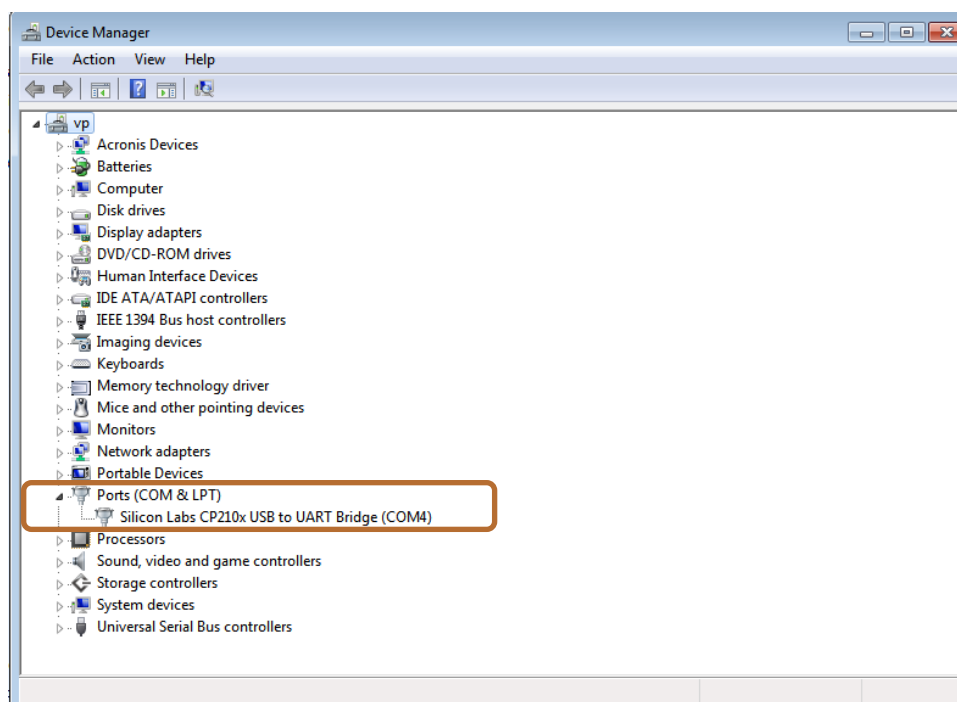 Device Manager
File Action View Help
vp
Acronis Devices
Batteries
Computer
Disk drives
Display adapters
DVD/CD-ROM drives
Human Interface Devices
IDE ATA/ATAPI controllers
IEEE 1394 Bus host controllers
Imaging devices
Keyboards
Memory technology driver
Mice and other pointing devices
Monitors
Network adapters
Portable Devices
Ports (COM & LPT)
Silicon Labs CP210x USB to UART Bridge (COM4)
Processors
Sound, video and game controllers
Storage controllers
System devices
Universal Serial Bus controllers